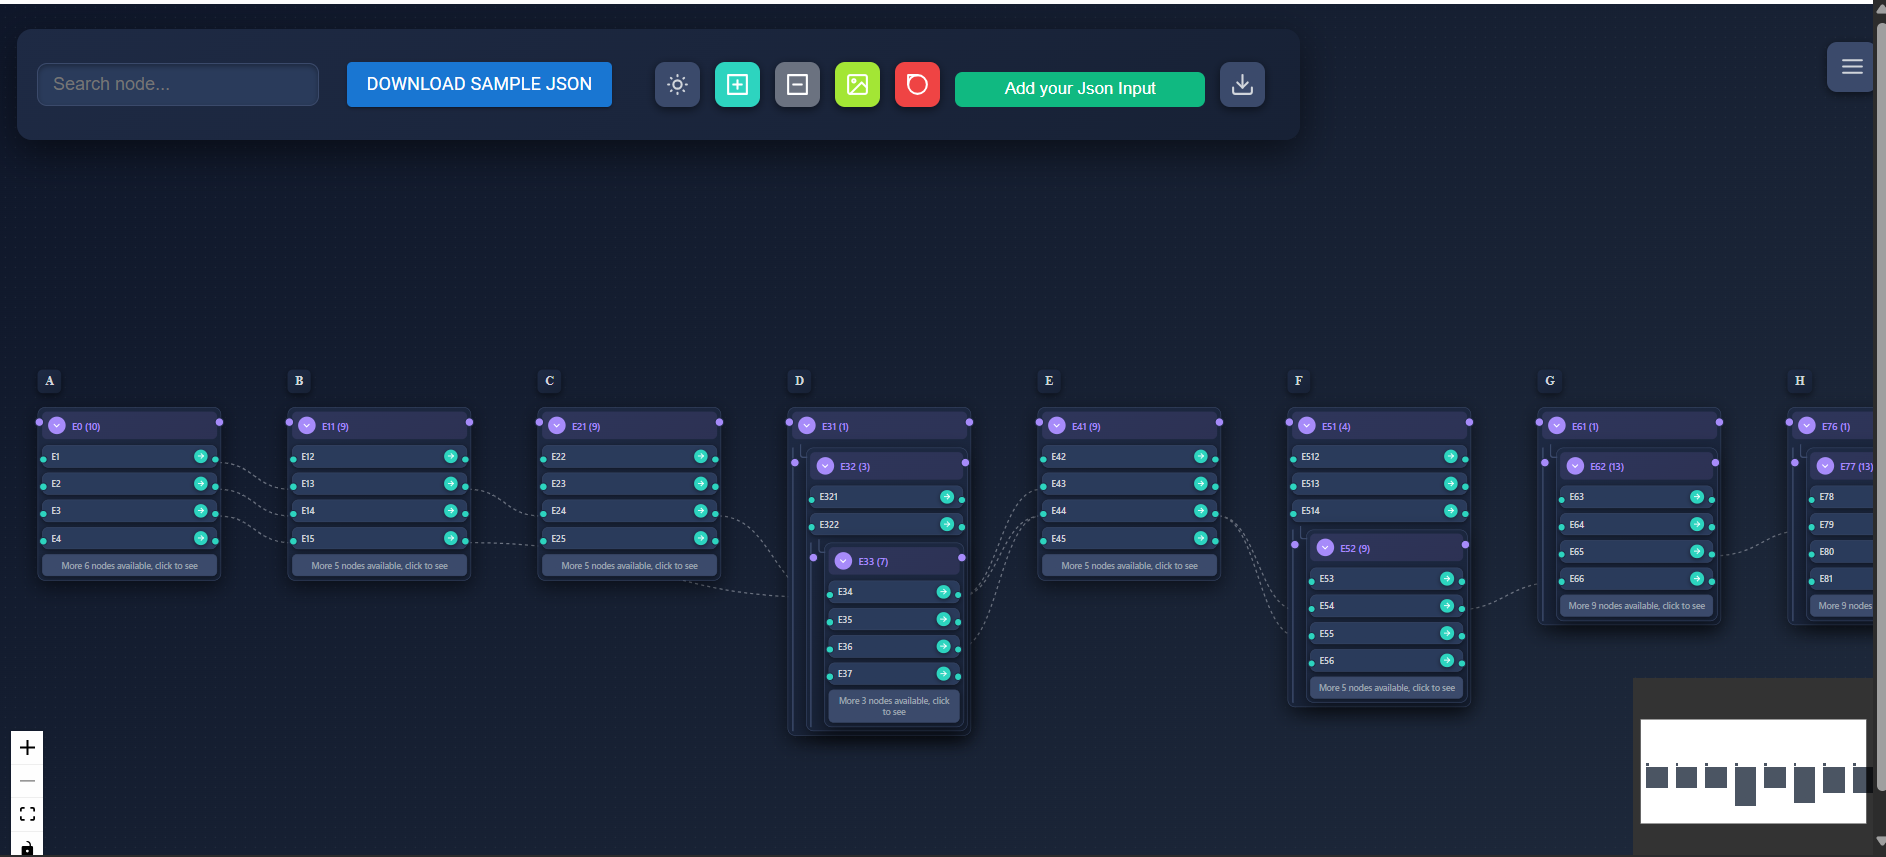 Search node...
DOWNLOAD SAMPLE JSON
Add your Json Input
A
B
C
D
E
F
G
H
E0 (10)
E1
E2
E3
E4
More 6 nodes available, click to see
E11 (9)
E12
E13
E14
E15
More 5 nodes available, click to see
E21 (9)
E22
E23
E24
E25
More 5 nodes available, click to see
E31 (1)
E32 (3)
E321
E322
E33 (7)
E34
E35
E36
E37
More 3 nodes available, click
to see
E41 (9)
E42
E43
E44
E45
More 5 nodes available, click to see
E51 (4)
E512
E513
E514
E52 (9)
E53
E54
E55
E56
More 5 nodes available, click to see
E61 (1)
E62 (13)
E63
E64
E65
E66
More 9 nodes available, click to see
E76 (1)
E77 (13)
E78
E79
E80
E81
More 9 nodes